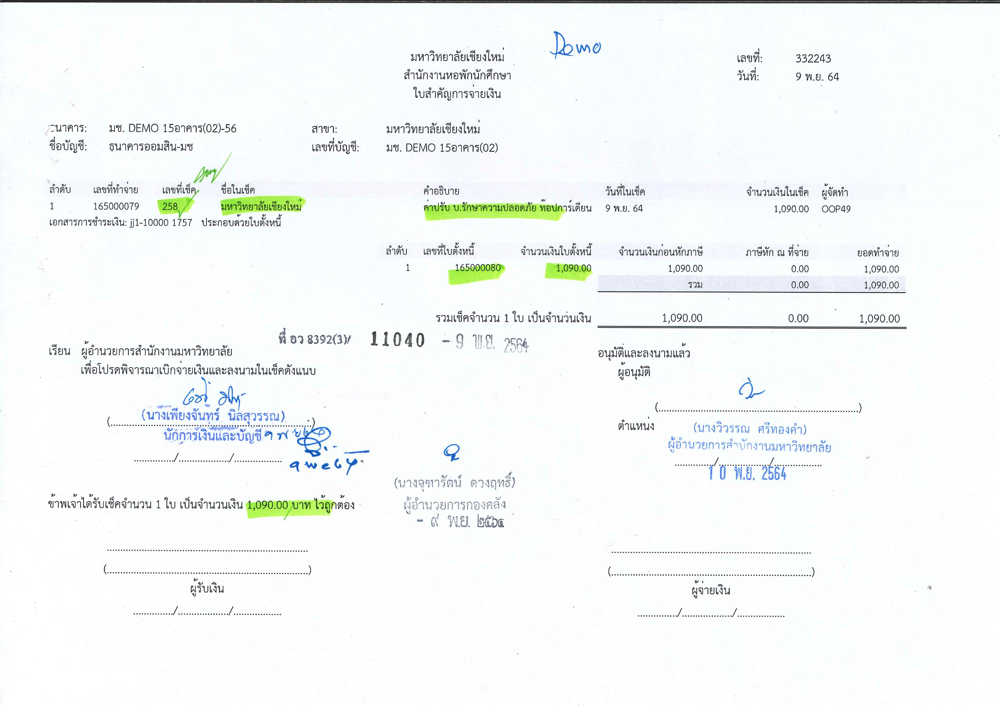 Demo
มหาวิทยาลัยเชียงใหม่
สำนักงานหอพักนักศึกษา
ใบสำคัญการจ่ายเงิน
เลขที่: 332243
วันที่: 9 พ.ย. 64
ธนาคาร: มช. DEMO 15อาคาร(02)-56 สาขา: มหาวิทยาลัยเชียงใหม่
ชื่อบัญชี: ธนาคารออมสิน-มช เลขที่บัญชี: มช. DEMO 15อาคาร(02)
ลำดับ เลขที่ทำจ่าย เลขที่เช็ค ชื่อในเช็ค คำอธิบาย วันที่ในเช็ค จำนวนเงินในเช็ค ผู้จัดทำ
1 165000079 258 มหาวิทยาลัยเชียงใหม่ ค่าปรับ บ.รักษาความปลอดภัย ท๊อปการ์เดียน 9 พ.ย. 64 1,090.00 OOP49
เอกสารการชำระเงิน: jj1-10000 1757 ประกอบด้วยใบตั้งหนี้
ลำดับ เลขที่ใบตั้งหนี้ จำนวนเงินใบตั้งหนี้ จำนวนเงินก่อนหักภาษี ภาษีหัก ณ ที่จ่าย ยอดทำจ่าย
1 165000080 1,090.00 1,090.00 0.00 1,090.00
รวม 0.00 1,090.00
รวมเช็คจำนวน 1 ใบ เป็นจำนวนเงิน 1,090.00 0.00 1,090.00
ที่ อว 8392(3)/ 11040 - 9 พ.ย. 2564
เรียน ผู้อำนวยการสำนักงานมหาวิทยาลัย
เพื่อโปรดพิจารณาเบิกจ่ายเงินและลงนามในเช็คดังแนบ
อนุมัติและลงนามแล้ว
ผู้อนุมัติ
(นางเพียงจันทร์ นิลสุวรรณ)
นักการเงินและบัญชี
ตำแหน่ง
(นางวิวรรณ ศรีทองคำ)
ผู้อำนวยการสำนักงานมหาวิทยาลัย
10 พ.ย. 2564
(นางจุฑารัตน์ ดวงฤทธิ์)
ผู้อำนวยการกองคลัง
- ๙ พ.ย. ๒๕๖๔
ข้าพเจ้าได้รับเช็คจำนวน 1 ใบ เป็นจำนวนเงิน 1,090.00 บาท ไว้ถูกต้อง
ผู้รับเงิน
ผู้จ่ายเงิน